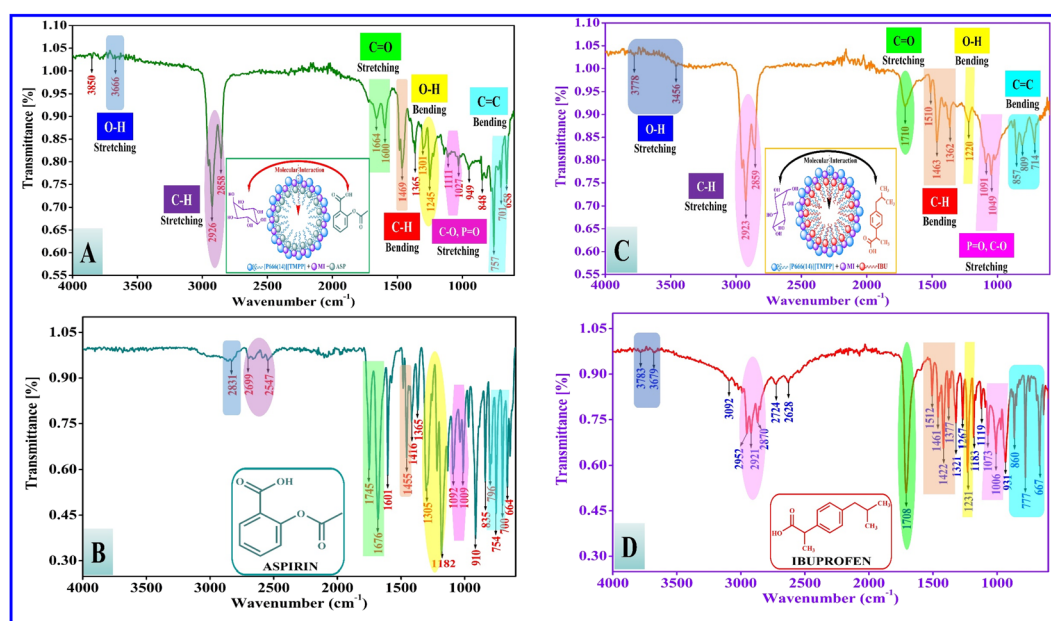 1.10
1.05
1.00
0.95
0.90
0.85
0.80
0.75
0.70
0.65
0.60
0.55
Transmittance [%]
3850
3666
O-H
Stretching
C-H
Stretching
2926
2858
C=O
Stretching
1664
1600
1469
1365
1301
1245
1111
1027
949
848
757
701
658
O-H
Bending
C=C
Bending
C-H
Bending
C-O, P=O
Stretching
Molecular Interaction
[P666(14)][TMPP] + MI + ASP
A
4000 3500 3000 2500 2000 1500 1000
Wavenumber (cm-1)
1.10
1.05
1.00
0.95
0.90
0.85
0.80
0.75
0.70
0.65
0.60
0.55
Transmittance [%]
3778
3456
O-H
Stretching
C-H
Stretching
2923
2859
C=O
Stretching
1710
1510
1463
1362
1220
1091
1049
857
809
714
O-H
Bending
C=C
Bending
C-H
Bending
P=O, C-O
Stretching
Molecular Interaction
[P666(14)][TMPP] + MI + IBU
C
4000 3500 3000 2500 2000 1500 1000
Wavenumber (cm-1)
1.05
0.90
0.75
0.60
0.45
0.30
Transmittance [%]
2831
2699
2547
1745
1676
1601
1455
1416
1365
1305
1182
1092
1009
910
835
796
754
700
664
OH
O
O
O
ASPIRIN
B
4000 3500 3000 2500 2000 1500 1000
Wavenumber (cm-1)
1.05
0.90
0.75
0.60
0.45
0.30
Transmittance [%]
3783
3679
3092
2952
2921
2870
2724
2628
1708
1512
1461
1422
1377
1321
1267
1231
1183
1119
1073
1006
931
860
777
667
O
HO
CH3
CH3
CH3
IBUPROFEN
D
4000 3500 3000 2500 2000 1500 1000
Wavenumber (cm-1)